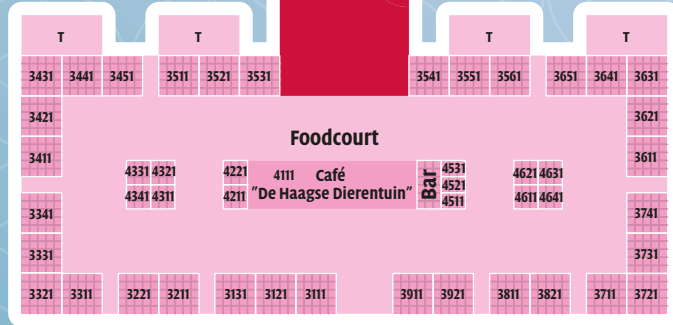 T T T T
3431 3441 3451 3511 3521 3531 3541 3551 3561 3651 3641 3631
3421 3621
Foodcourt
3411 3611
4331 4321 4221 4111 Café 4531 4621 4631
"De Haagse Dierentuin" Bar 4521
4341 4311 4211 4511 4611 4641
3341 3741
3331 3731
3321 3311 3221 3211 3131 3121 3111 3911 3921 3811 3821 3711 3721